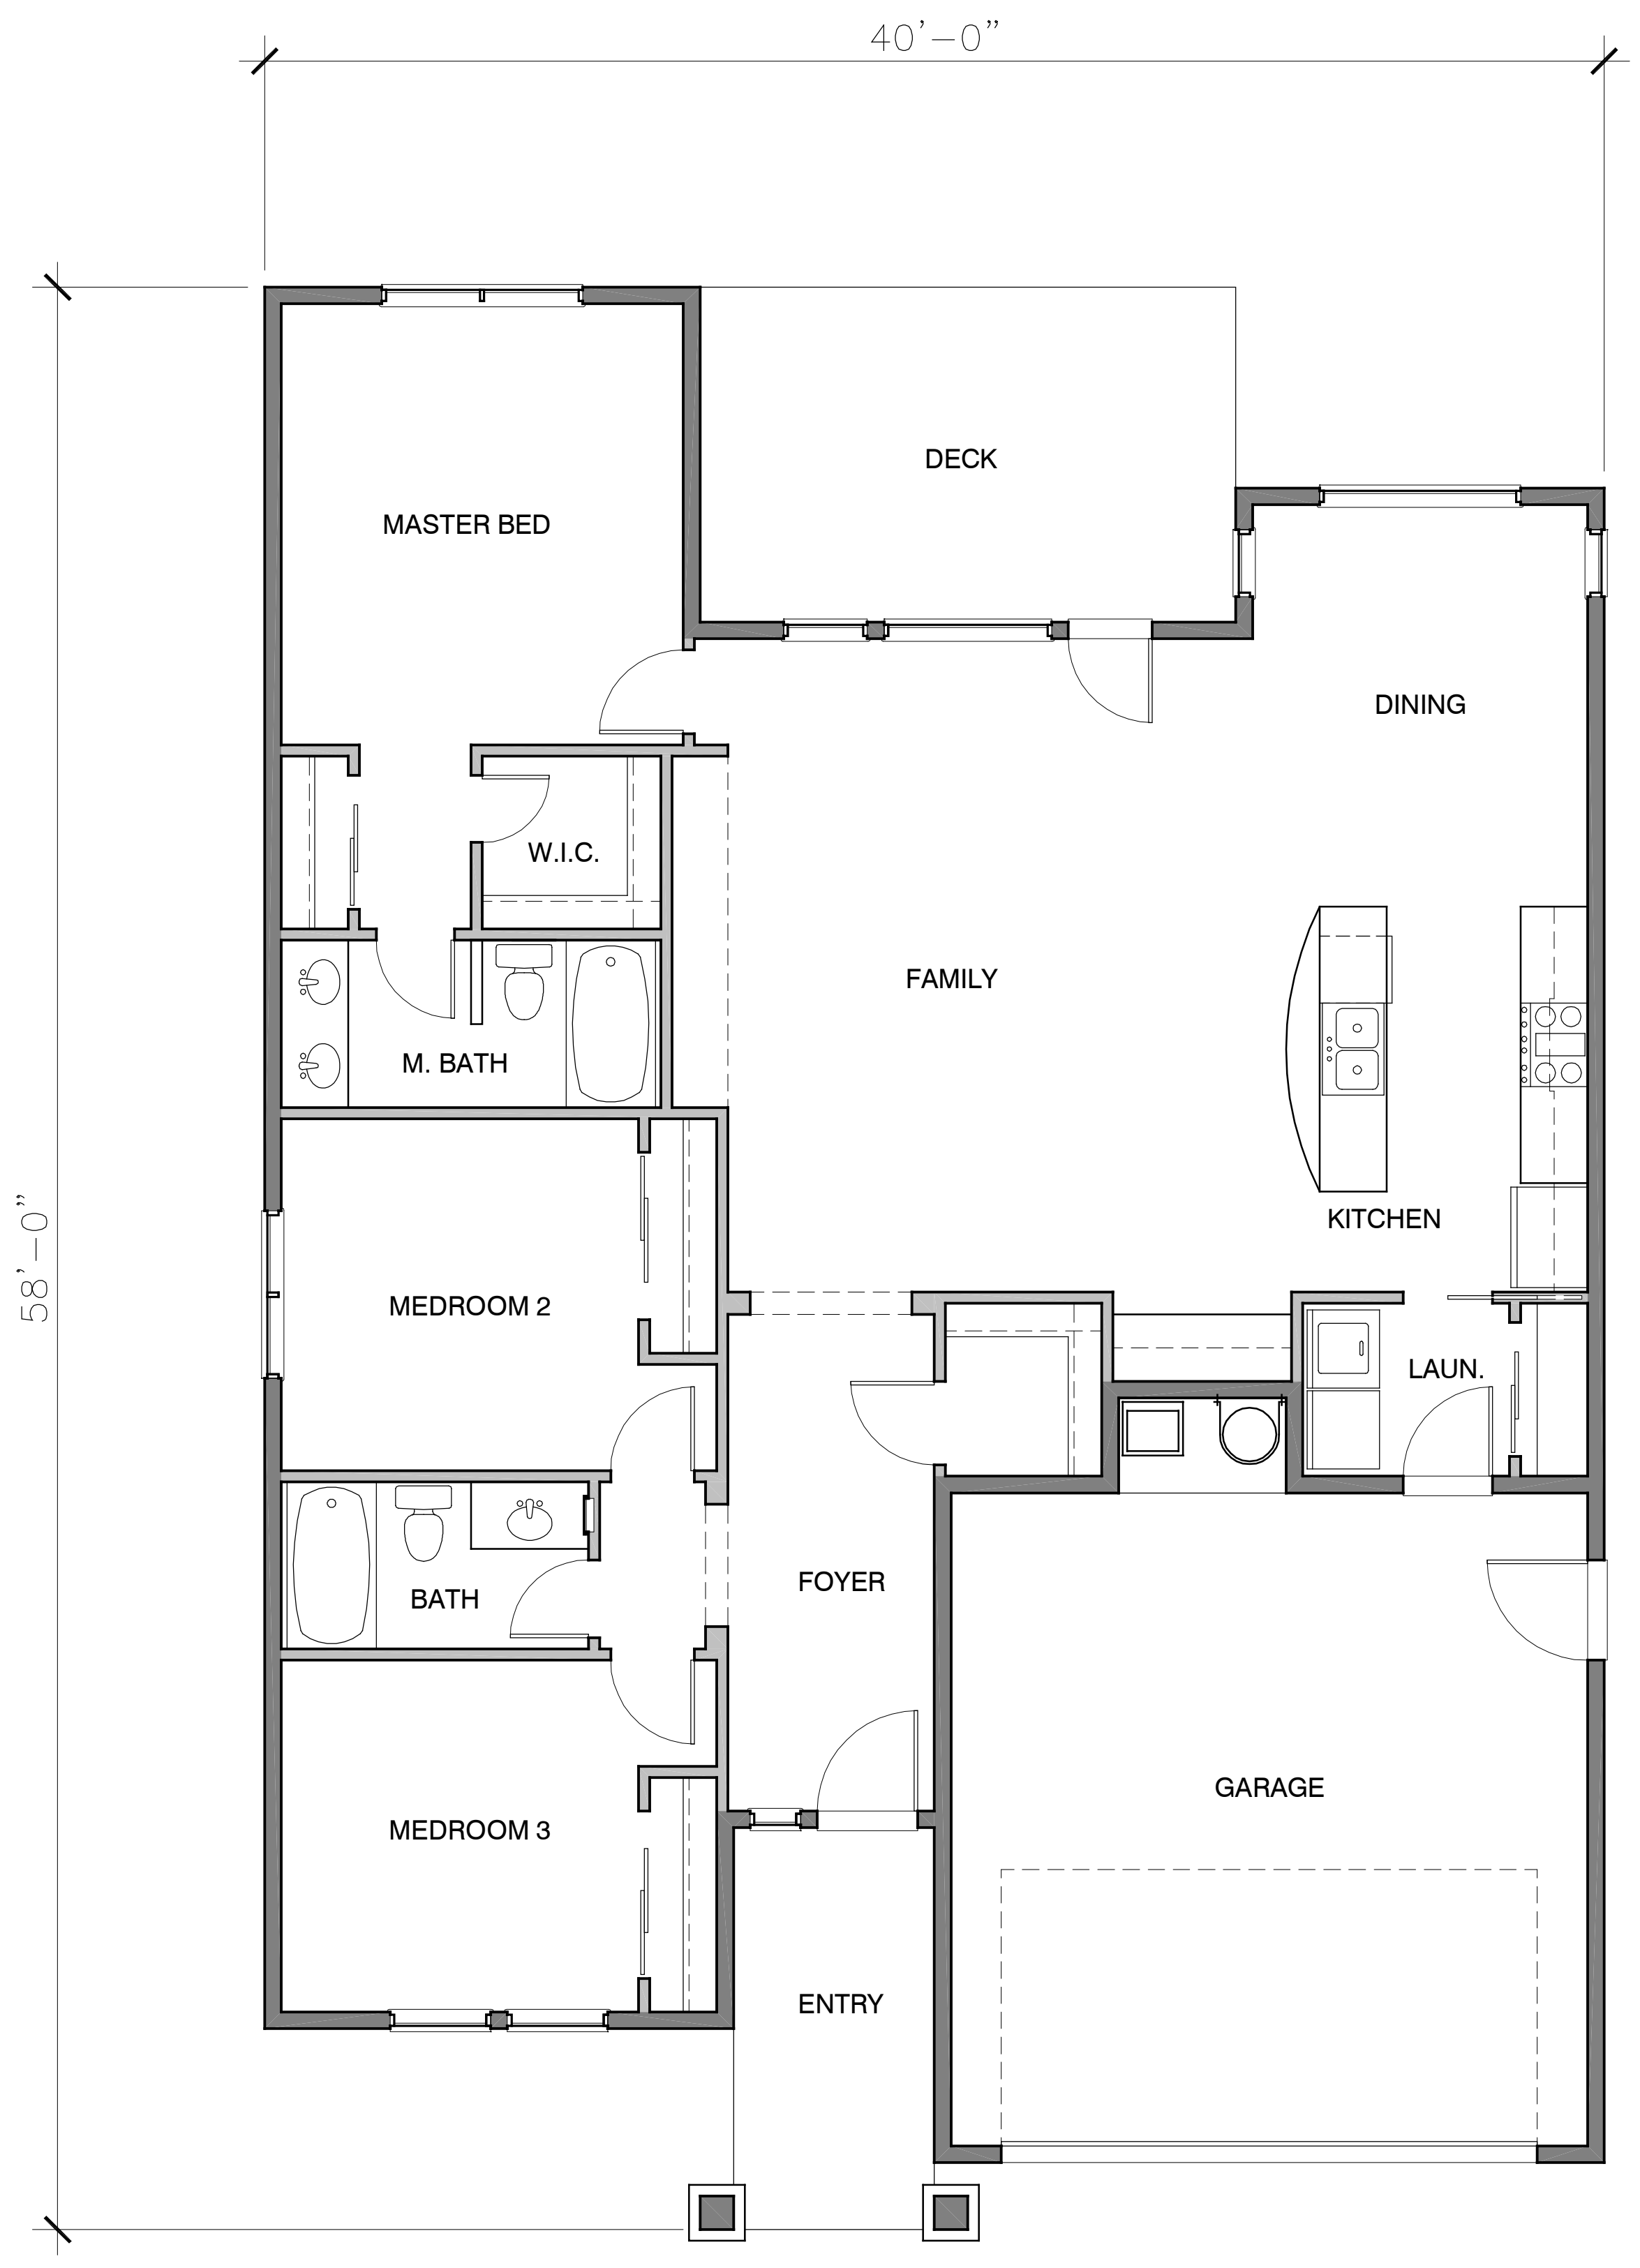 40'-0"
DECK
MASTER BED
DINING
W.I.C.
FAMILY
M. BATH
58'-0"
KITCHEN
MEDROOM 2
LAUN.
FOYER
BATH
GARAGE
MEDROOM 3
ENTRY